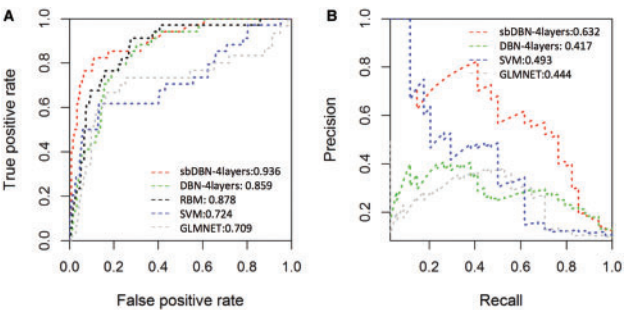 A
True positive rate
1.0
0.8
0.6
0.4
0.2
0.0
sbDBN-4layers:0.936
DBN-4layers: 0.859
RBM: 0.878
SVM:0.724
GLMNET:0.709
0.0 0.2 0.4 0.6 0.8 1.0
False positive rate
B
Precision
1.0
0.8
0.6
0.4
0.2
sbDBN-4layers:0.632
DBN-4layers: 0.417
SVM:0.493
GLMNET:0.444
0.2 0.4 0.6 0.8 1.0
Recall